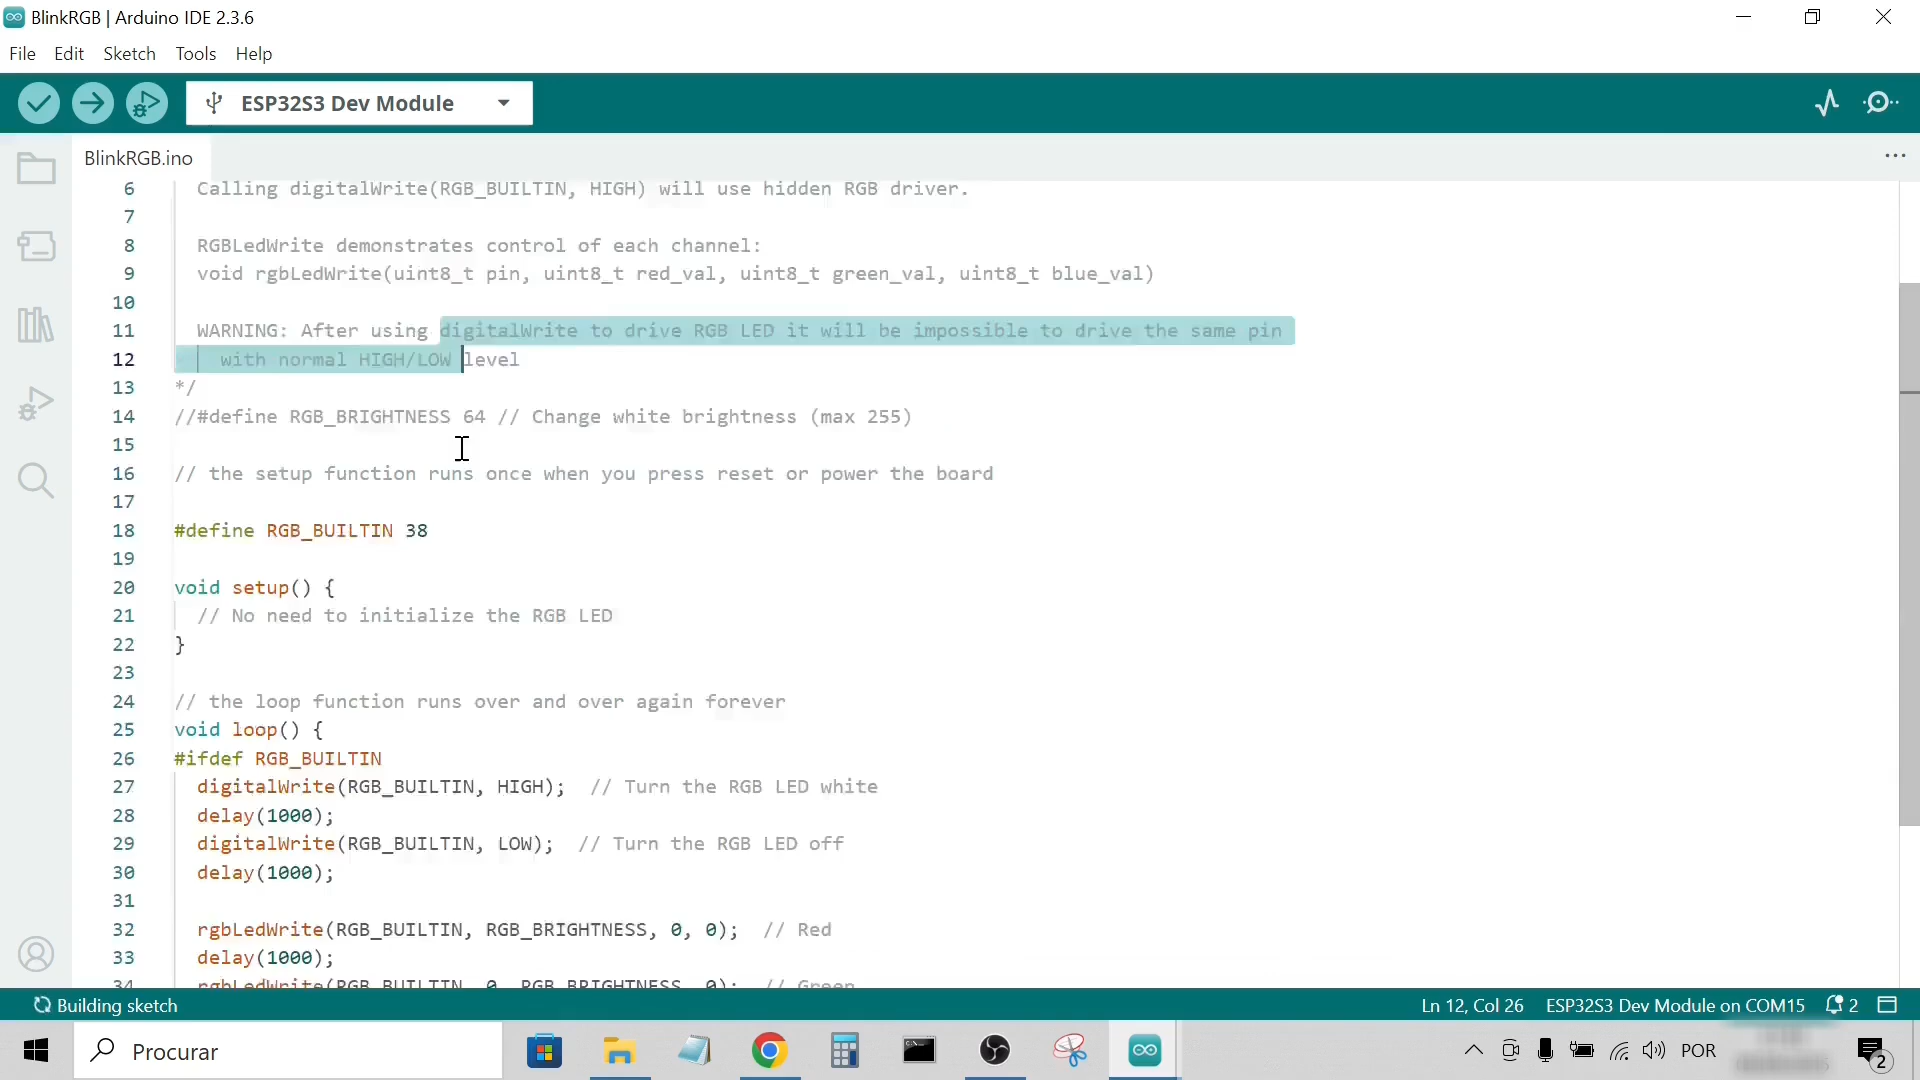 BlinkRGB | Arduino IDE 2.3.6
File Edit Sketch Tools Help
ESP32S3 Dev Module
BlinkRGB.ino
6 Calling digitalWrite(RGB_BUILTIN, HIGH) will use hidden RGB driver.
7
8 RGBLedWrite demonstrates control of each channel:
9 void rgbLedWrite(uint8_t pin, uint8_t red_val, uint8_t green_val, uint8_t blue_val)
10
11 WARNING: After using digitalWrite to drive RGB LED it will be impossible to drive the same pin
12 with normal HIGH/LOW level
13 */
14 //#define RGB_BRIGHTNESS 64 // Change white brightness (max 255)
15
16 // the setup function runs once when you press reset or power the board
17
18 #define RGB_BUILTIN 38
19
20 void setup() {
21 // No need to initialize the RGB LED
22 }
23
24 // the loop function runs over and over again forever
25 void loop() {
26 #ifdef RGB_BUILTIN
27 digitalWrite(RGB_BUILTIN, HIGH); // Turn the RGB LED white
28 delay(1000);
29 digitalWrite(RGB_BUILTIN, LOW); // Turn the RGB LED off
30 delay(1000);
31
32 rgbLedWrite(RGB_BUILTIN, RGB_BRIGHTNESS, 0, 0); // Red
33 delay(1000);
34 rgbLedWrite(RGB_BUILTIN, 0, RGB_BRIGHTNESS, 0); // Green
Building sketch Ln 12, Col 26 ESP32S3 Dev Module on COM15 2
Procurar POR 2